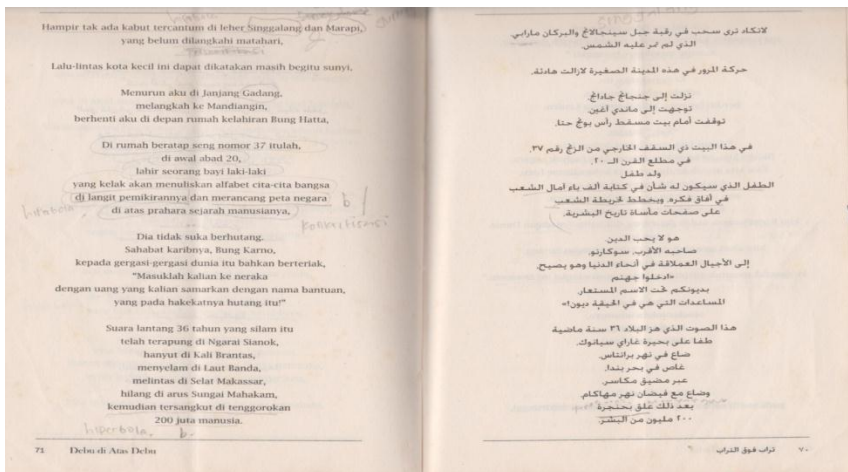 Hampir tak ada kabut tercantum di leher Singgalang dan Marapi,
yang belum dilangkahi matahari,
Lalu-lintas kota kecil ini dapat dikatakan masih begitu sunyi.
Menurun aku di Janjang Gadang,
melangkah ke Mandiangin,
berhenti aku di depan rumah kelahiran Bung Hatta,
Di rumah beratap seng nomor 37 itulah,
di awal abad 20,
lahir seorang bayi laki-laki
yang kelak akan menuliskan alfabet cita-cita bangsa
di langit pemikirannya dan merancang peta negara
di atas prahara sejarah manusianya,
Dia tidak suka berhutang.
Sahabat karibnya, Bung Karno,
kepada gergasi-gergasi dunia itu bahkan berteriak,
"Masuklah kalian ke neraka
dengan uang yang kalian samarkan dengan nama bantuan,
yang pada hakekatnya hutang itu!"
Suara lantang 36 tahun yang silam itu
telah terapung di Ngarai Sianok,
hanyut di Kali Brantas,
menyelam di Laut Banda,
melintas di Selat Makassar,
hilang di arus Sungai Mahakam,
kemudian tersangkut di tenggorokan
200 juta manusia.
hiperbola
b.
71 Debu di Atas Debu
لاتكاد ترى سحب في رقبة جبل سينجالانج والبركان مارابي
الذي لم تمر عليه الشمس.
حركة المرور في هذه المدينة الصغيرة لازالت هادئة.
نزلت إلى جنجانج جادانج.
توجهت إلى ماندي أغين.
توقفت أمام بيت مسقط رأس بونج حتا.
في هذا البيت ذي السقف الخارجي من الزنج رقم ٣٧.
في مطلع القرن الـ ٢٠.
ولد طفل
الطفل الذي سيكون له شأن في كتابة ألف باء آمال الشعب
في آفاق فكره. ويخطط لخريطة الشعب
على صفحات مأساة تاريخ البشرية.
هو لا يحب الدين.
صاحبه الأقرب. سوكارنو.
إلى الأجيال العملاقة في أنحاء الدنيا وهو يصيح.
«ادخلوا جهنم
بديونكم تحت الاسم المستعار.
المساعدات التي هي في الحقيقة ديون!»
هذا الصوت الذي هز البلاد ٣٦ سنة ماضية
طفا على بحيرة غاراي سيانوك.
ضاع في نهر برانتاس.
غاص في بحر بندا.
عبر مضيق مكاسر.
وضاع مع فيضان نهر مهاكام.
بعد ذلك علق بحنجرة
٢٠٠ مليون من البشر.
تراب فوق التراب ٧٠